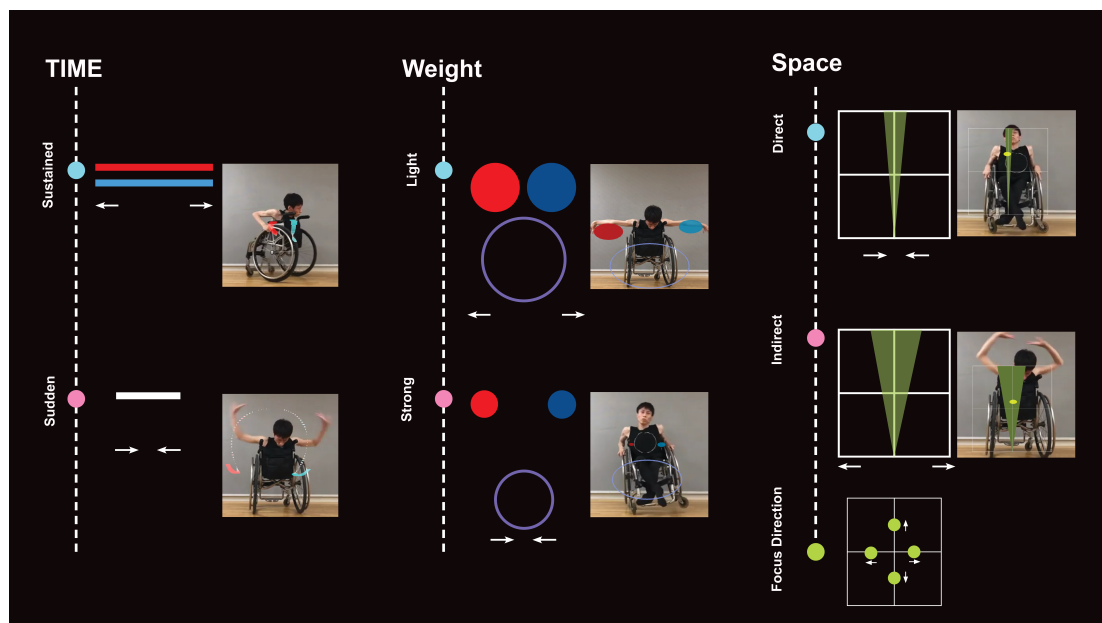 TIME
Sustained
Sudden
Weight
Light
Strong
Space
Direct
Indirect
Focus Direction